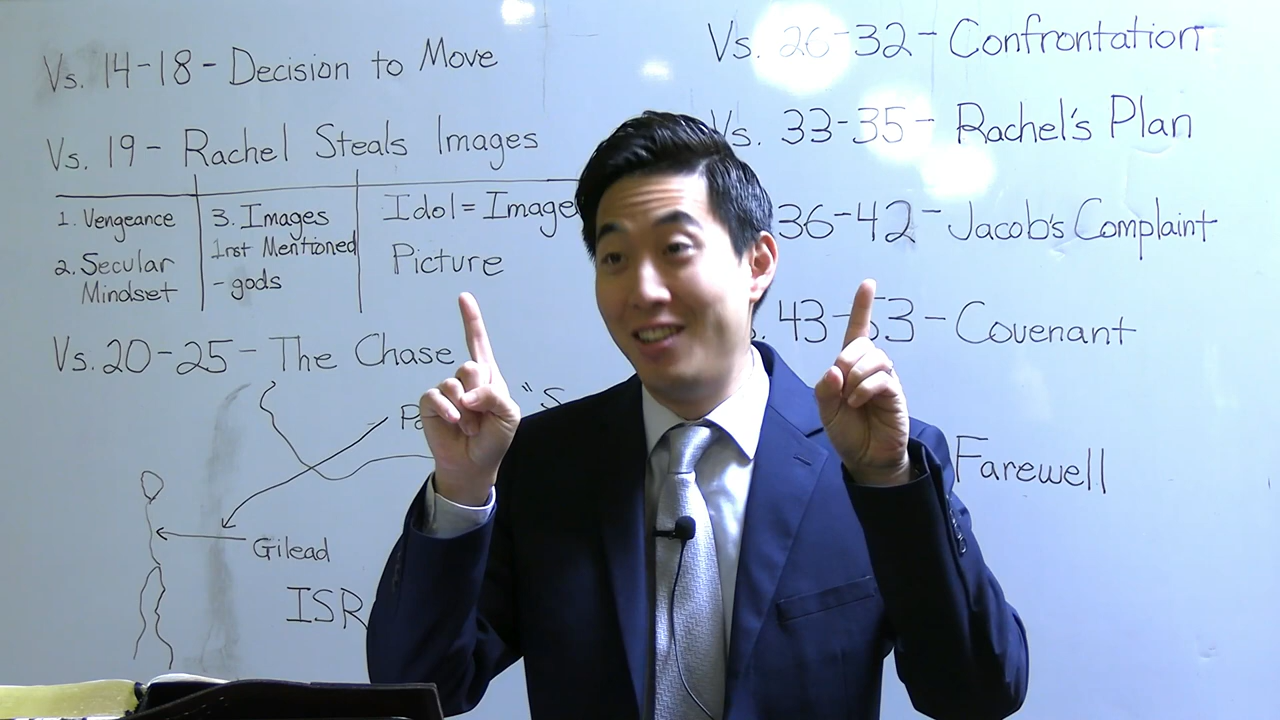 Vs. 14-18 - Decision to Move
Vs. 19 - Rachel Steals Images
1. Vengeance
2. Secular
Mindset
3. Images
1rst Mentioned
- gods
Idol = Image
Picture
Vs. 20-25 - The Chase
Gilead
ISR
Vs. 26-32 - Confrontation
Vs. 33-35 - Rachel's Plan
36-42 - Jacob's Complaint
43-53 - Covenant
Farewell